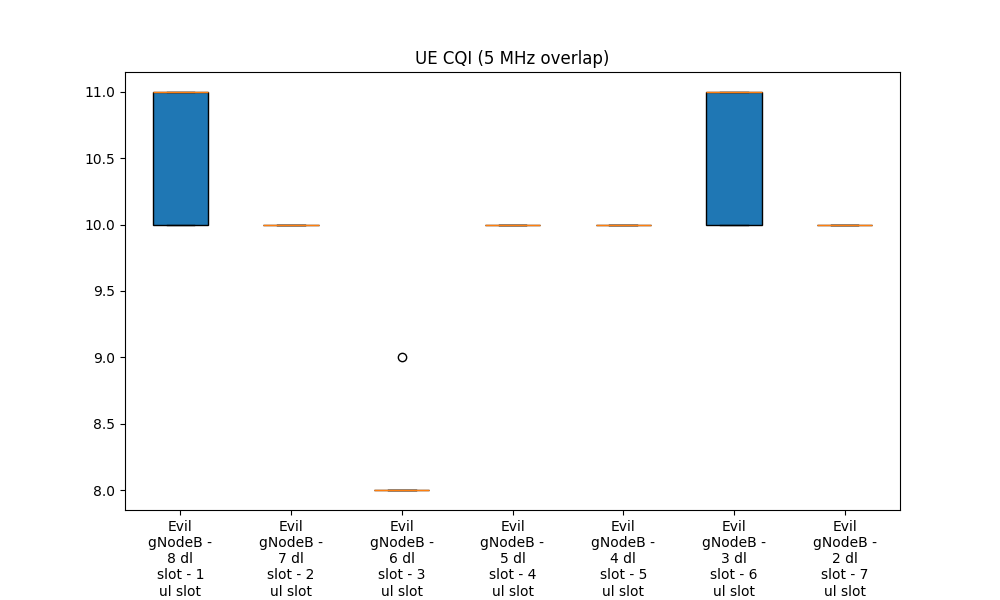 UE CQI (5 MHz overlap)
11.0
10.5
10.0
9.5
9.0
8.5
8.0
Evil
gNodeB -
8 dl
slot - 1
ul slot
Evil
gNodeB -
7 dl
slot - 2
ul slot
Evil
gNodeB -
6 dl
slot - 3
ul slot
Evil
gNodeB -
5 dl
slot - 4
ul slot
Evil
gNodeB -
4 dl
slot - 5
ul slot
Evil
gNodeB -
3 dl
slot - 6
ul slot
Evil
gNodeB -
2 dl
slot - 7
ul slot